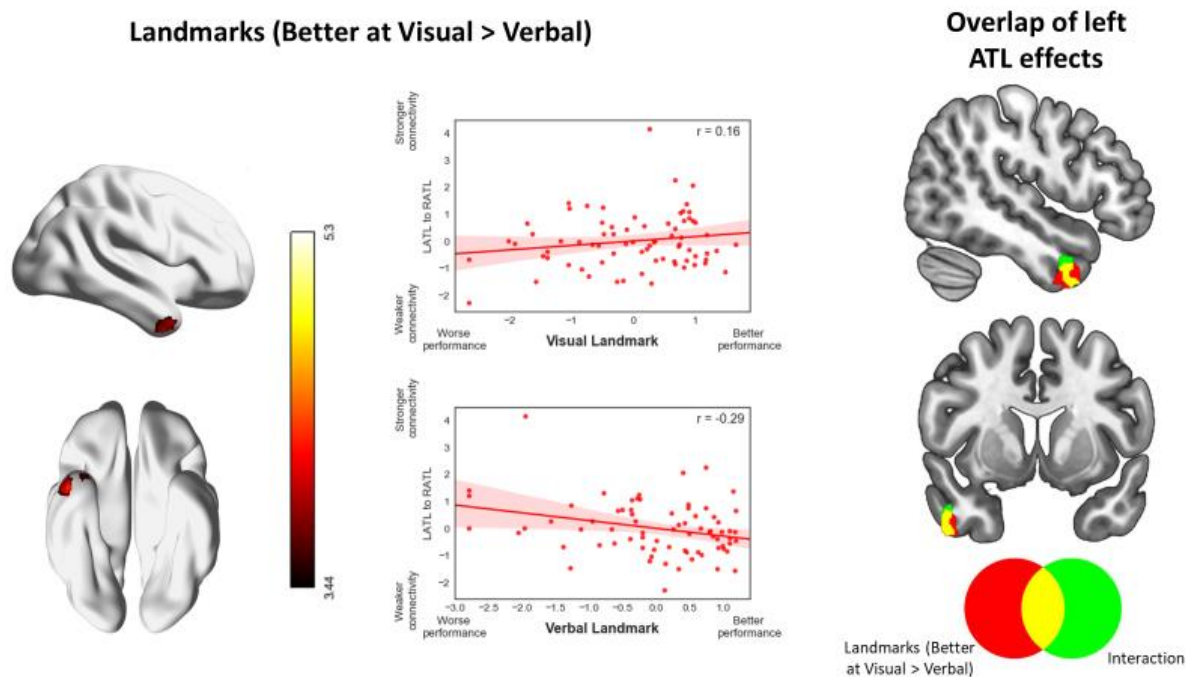 Landmarks (Better at Visual > Verbal)
5.3
3.44
Stronger
connectivity
LATL to RATL
Weaker
connectivity
4
3
2
1
0
−1
−2
r = 0.16
−2
−1
0
1
Worse
performance
Visual Landmark
Better
performance
Stronger
connectivity
LATL to RATL
Weaker
connectivity
4
3
2
1
0
−1
−2
r = -0.29
−3.0
−2.5
−2.0
−1.5
−1.0
−0.5
0.0
0.5
1.0
Worse
performance
Verbal Landmark
Better
performance
Overlap of left
ATL effects
Landmarks (Better
at Visual > Verbal)
Interaction